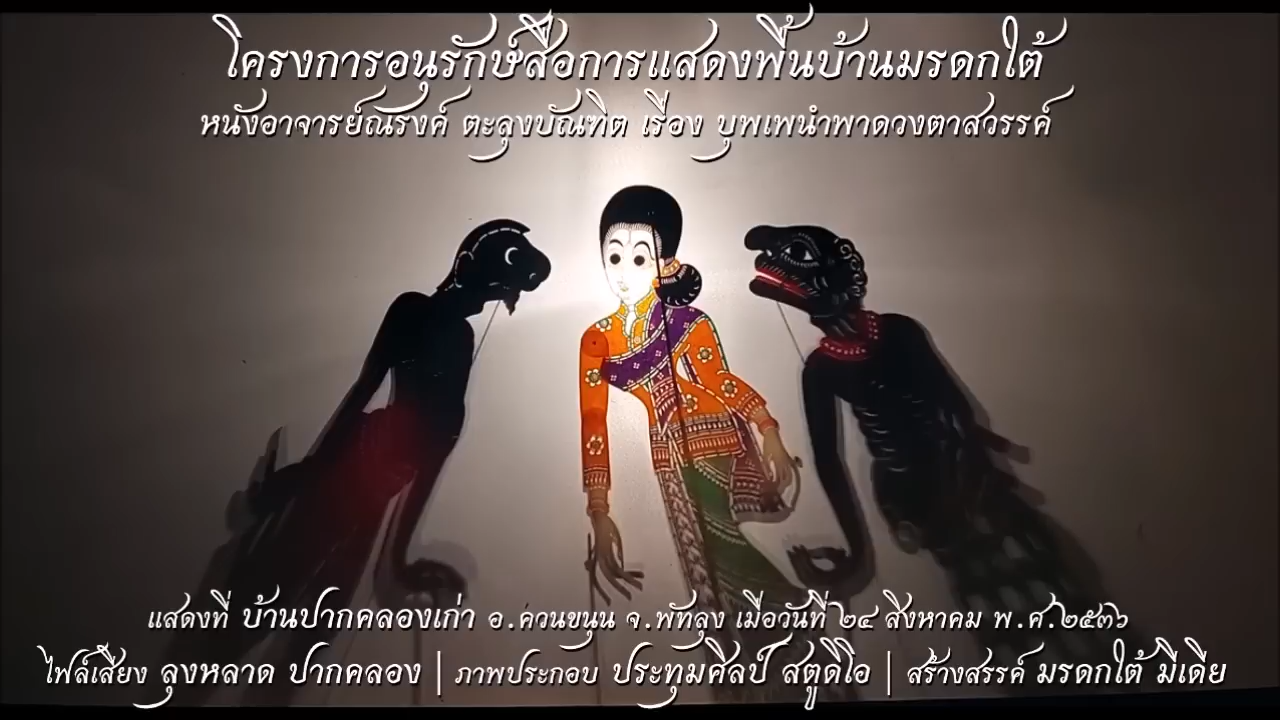 โครงการอนุรักษ์สื่อการแสดงพื้นบ้านมรดกใต้
หนังอาจารย์ณรงค์ ตะลุงบัณฑิต เรื่อง บุพเพนำพาดวงตาสวรรค์
แสดงที่ บ้านปากคลองเก่า อ.ควนขนุน จ.พัทลุง เมื่อวันที่ ๒๔ สิงหาคม พ.ศ.๒๕๓๖
ไฟล์เสียง ลุงหลาด ปากคลอง | ภาพประกอบ ประทุมศิลป์ สตูดิโอ | สร้างสรรค์ มรดกใต้ มีเดีย